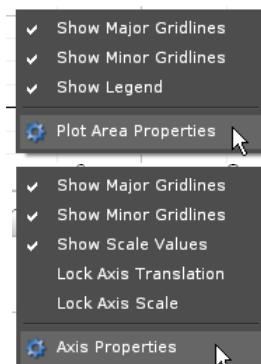 Show Major Gridlines
Show Minor Gridlines
Show Legend
Plot Area Properties
Show Major Gridlines
Show Minor Gridlines
Show Scale Values
Lock Axis Translation
Lock Axis Scale
Axis Properties